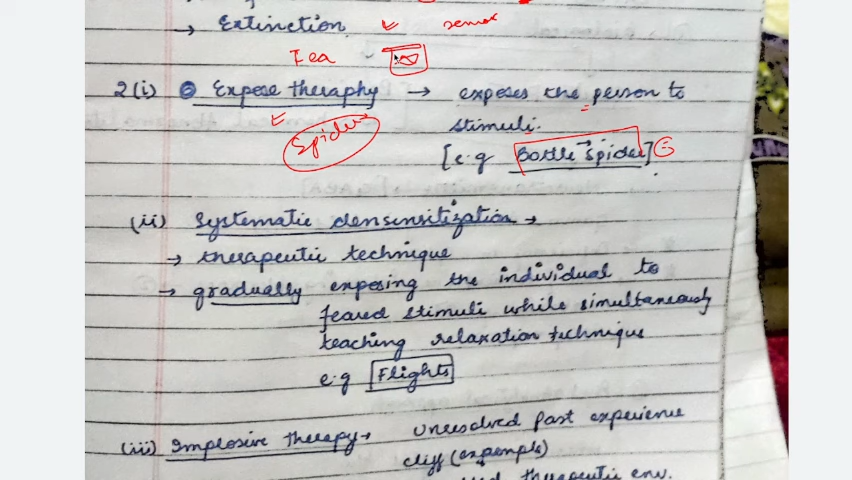 → Extinction.
Fea
2(i) Expose theraphy → exposes the person to
Spider stimuli.
[e.g Bottle → spider]
(ii) Systematic densensitization →
→ therapeutic technique
→ gradually exposing the individual to
feared stimuli while simultaneously
teaching relaxation technique
e.g Flights
(iii) Implosive therapy → unresolved past experience
cliff (example)
therapeutic env.